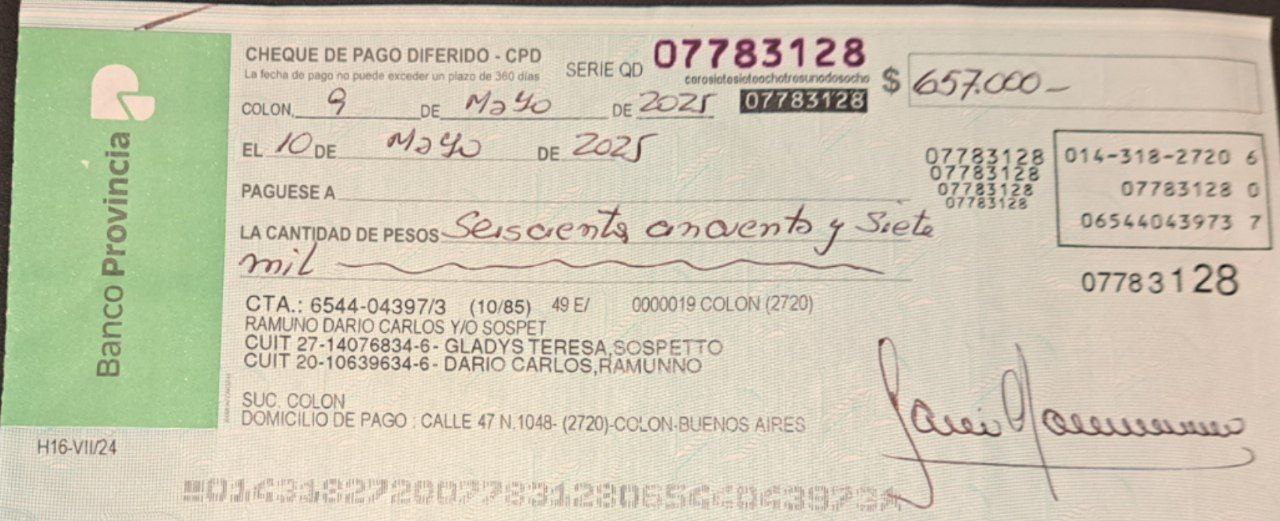 Banco Provincia
CHEQUE DE PAGO DIFERIDO - CPD
La fecha de pago no puede exceder un plazo de 360 días
SERIE QD 07783128
cerosietesieteochotresunodosocho
07783128
$ 657.000-
COLON, 9 DE Mayo DE 2025
EL 10 DE Mayo DE 2025
PAGUESE A
LA CANTIDAD DE PESOS Seiscientos cincuenta y Siete
mil
07783128
07783128
07783128
07783128
014-318-2720 6
07783128 0
06544043973 7
07783128
CTA.: 6544-04397/3 (10/85) 49 E/ 0000019 COLON (2720)
RAMUNO DARIO CARLOS Y/O SOSPET
CUIT 27-14076834-6- GLADYS TERESA,SOSPETTO
CUIT 20-10639634-6- DARIO CARLOS,RAMUNNO
SUC. COLON
DOMICILIO DE PAGO : CALLE 47 N.1048- (2720)-COLON-BUENOS AIRES
H16-VII/24